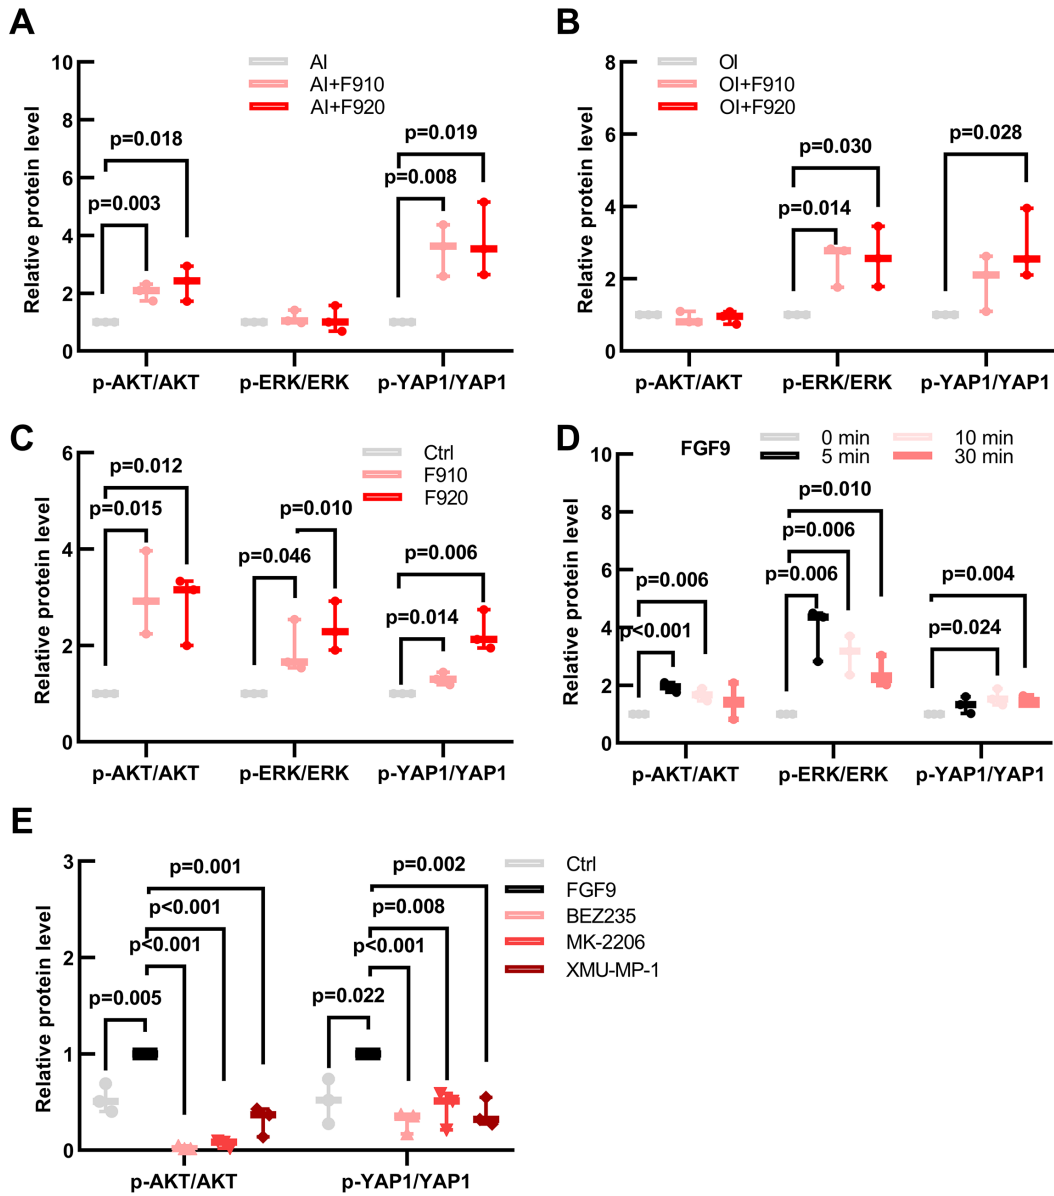 A
Relative protein level
10
8
6
4
2
0
AI
AI+F910
AI+F920
p=0.018
p=0.003
p=0.019
p=0.008
p-AKT/AKT
p-ERK/ERK
p-YAP1/YAP1
B
Relative protein level
8
6
4
2
0
OI
OI+F910
OI+F920
p=0.030
p=0.014
p=0.028
p-AKT/AKT
p-ERK/ERK
p-YAP1/YAP1
C
Relative protein level
6
4
2
0
Ctrl
F910
F920
p=0.012
p=0.015
p=0.010
p=0.046
p=0.006
p=0.014
p-AKT/AKT
p-ERK/ERK
p-YAP1/YAP1
D
Relative protein level
10
8
6
4
2
0
FGF9
0 min
10 min
5 min
30 min
p=0.006
p<0.001
p=0.010
p=0.006
p=0.006
p=0.004
p=0.024
p-AKT/AKT
p-ERK/ERK
p-YAP1/YAP1
E
Relative protein level
3
2
1
0
Ctrl
FGF9
BEZ235
MK-2206
XMU-MP-1
p=0.001
p<0.001
p<0.001
p=0.005
p=0.002
p=0.008
p<0.001
p=0.022
p-AKT/AKT
p-YAP1/YAP1